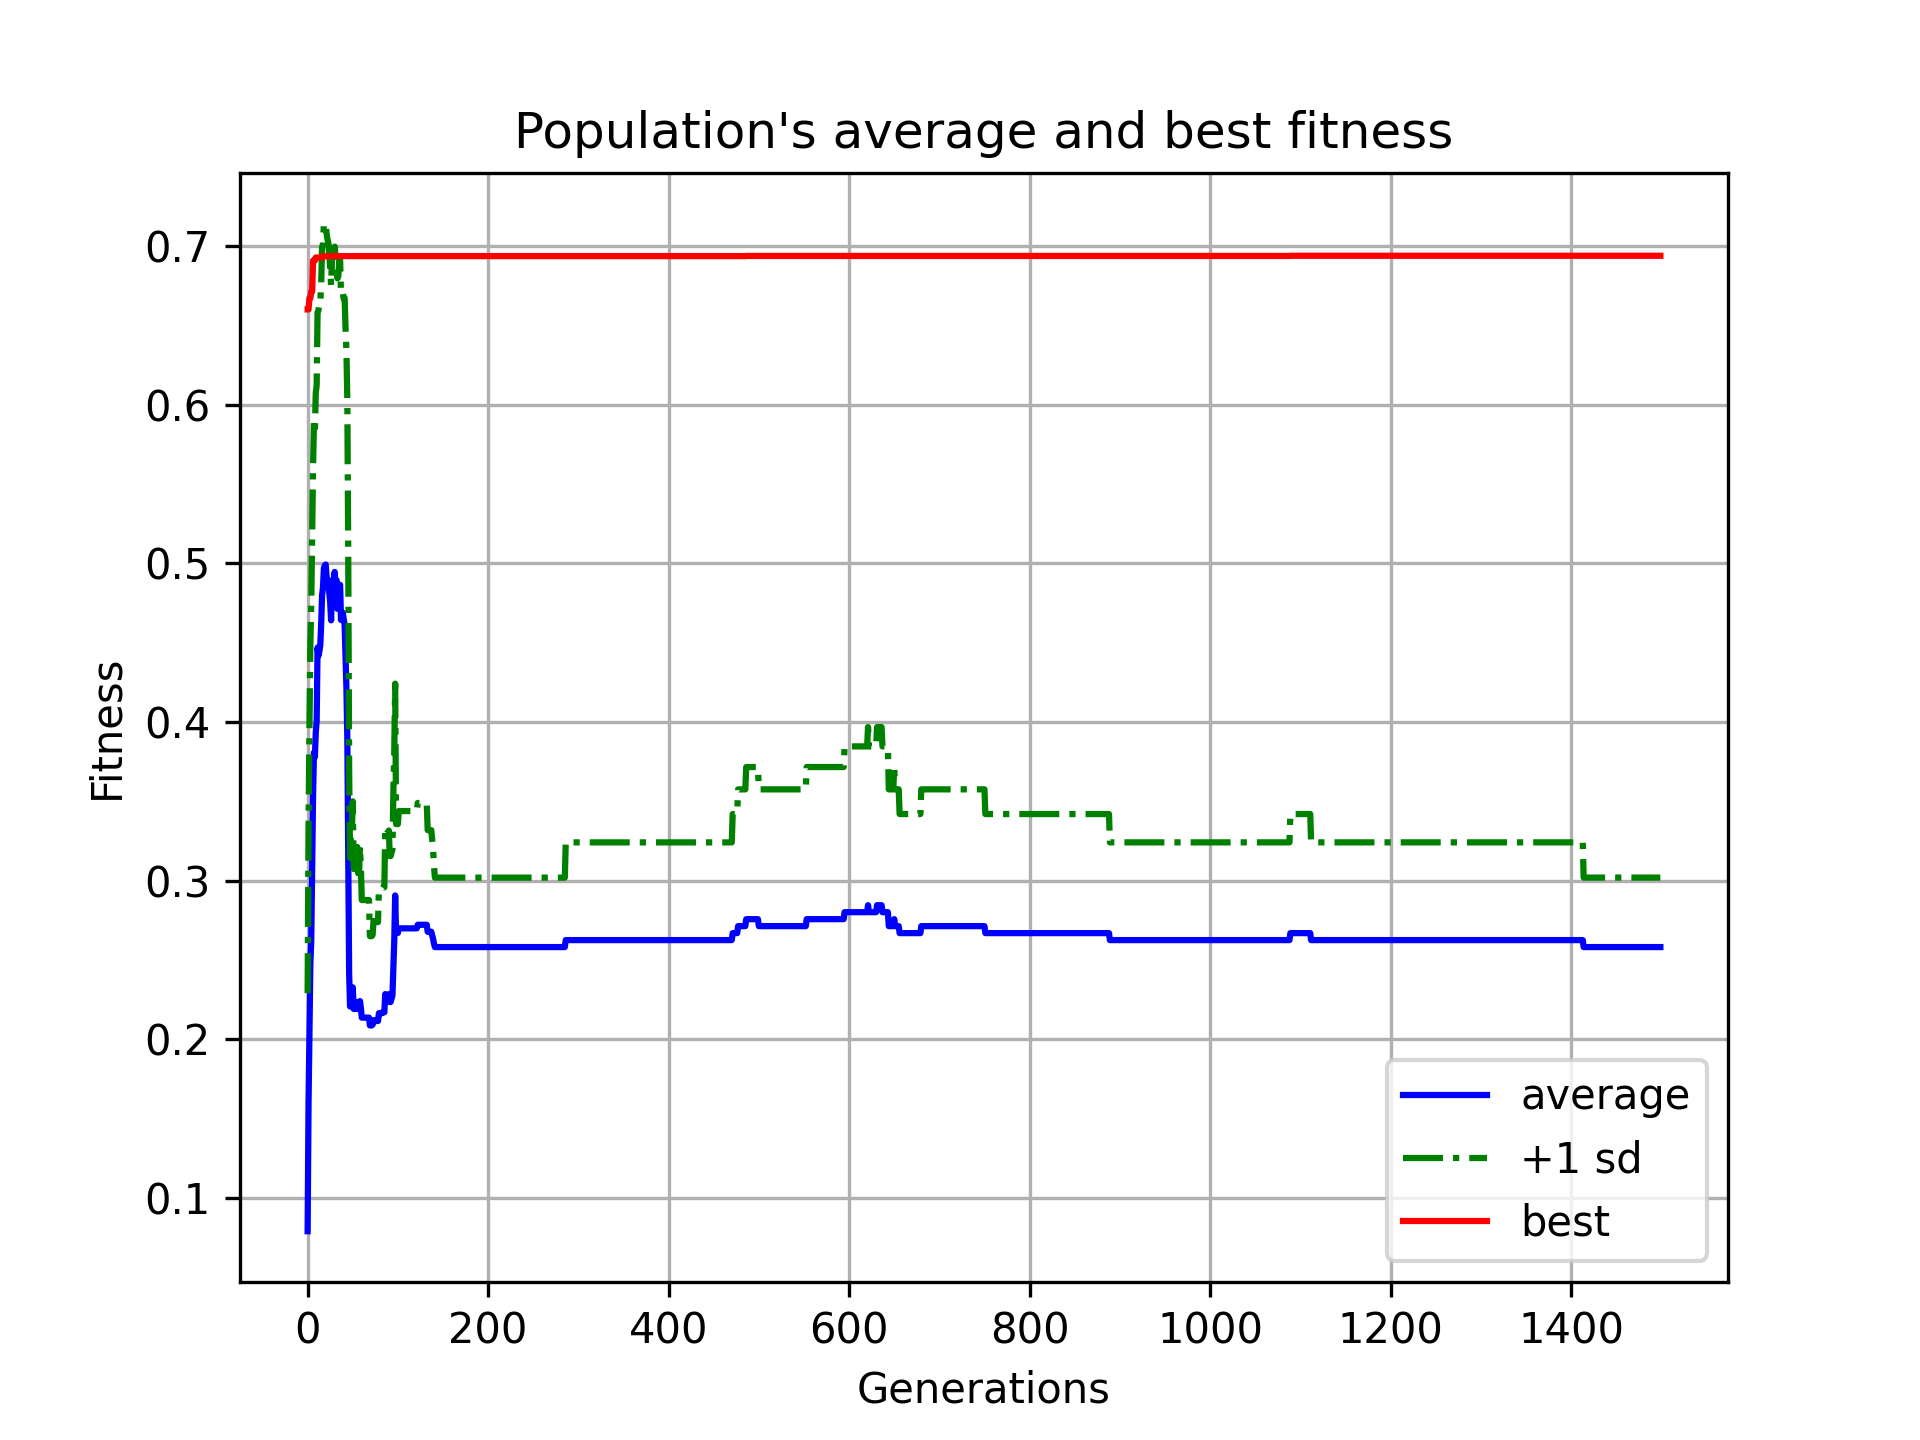 Population's average and best fitness
Fitness
0.7
0.6
0.5
0.4
0.3
0.2
0.1
average
+1 sd
best
0 200 400 600 800 1000 1200 1400
Generations